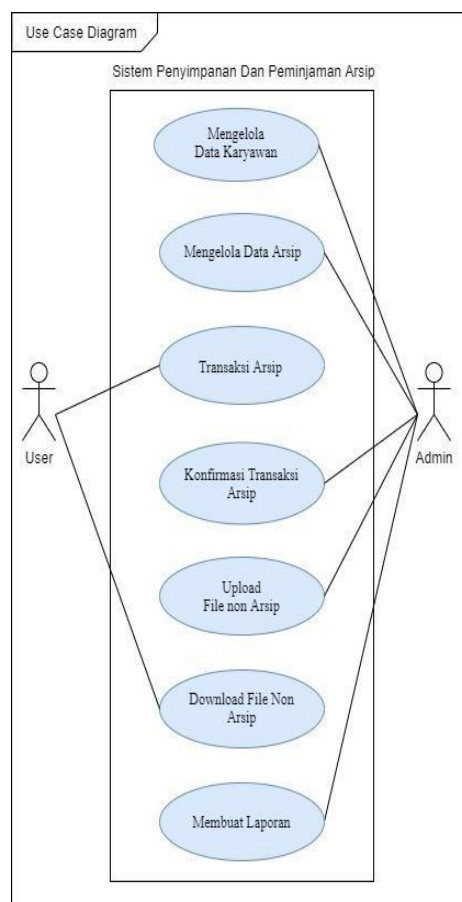 Use Case Diagram
Sistem Penyimpanan Dan Peminjaman Arsip
Mengelola
Data Karyawan
Mengelola Data Arsip
Transaksi Arsip
User
Admin
Konfirmasi Transaksi
Arsip
Upload
File non Arsip
Download File Non
Arsip
Membuat Laporan